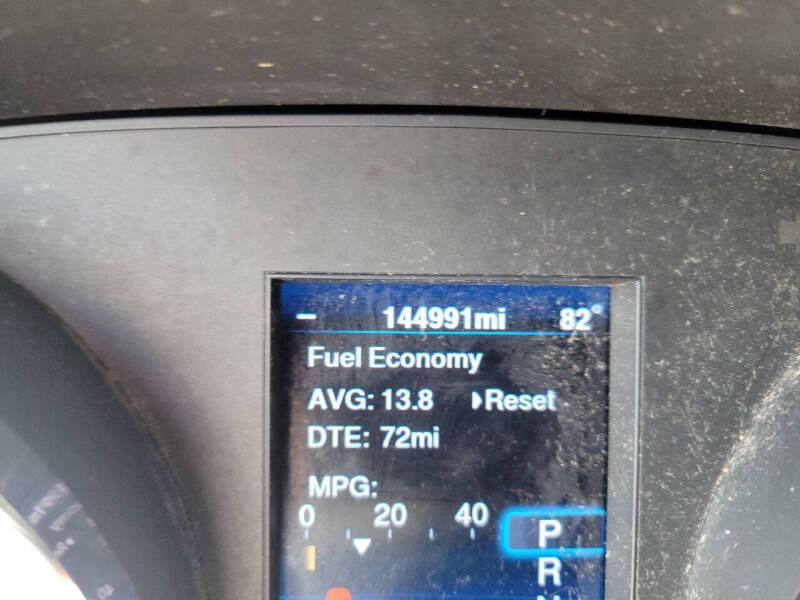 144991mi 82°
Fuel Economy
AVG: 13.8 Reset
DTE: 72mi
MPG:
0 20 40
P
R